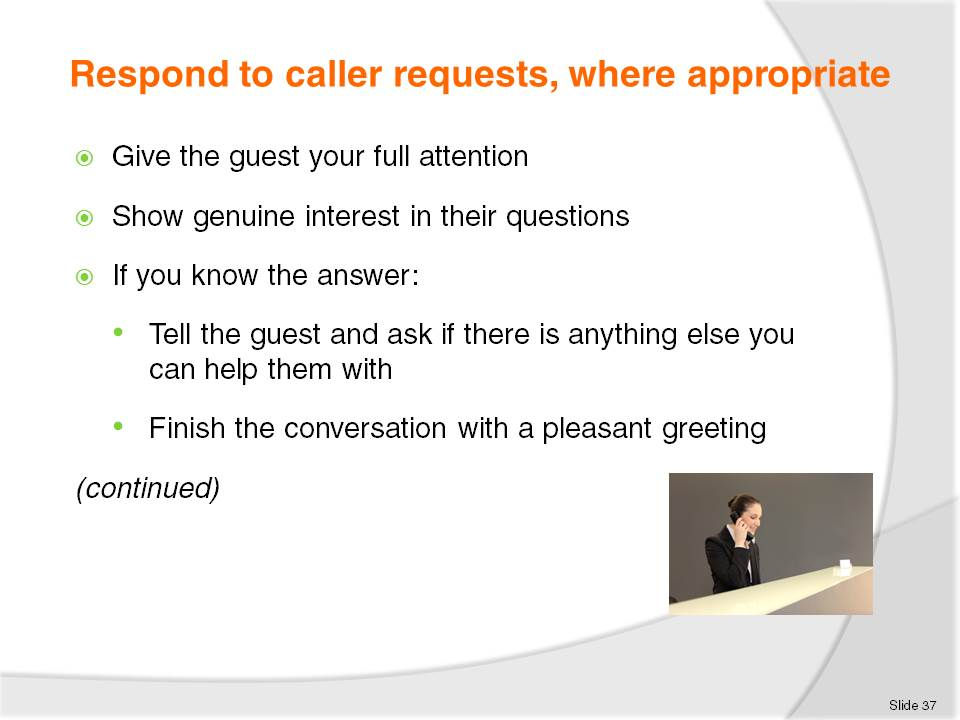 Respond to caller requests, where appropriate
Give the guest your full attention
Show genuine interest in their questions
If you know the answer:
Tell the guest and ask if there is anything else you
can help them with
Finish the conversation with a pleasant greeting
(continued)
Slide 37